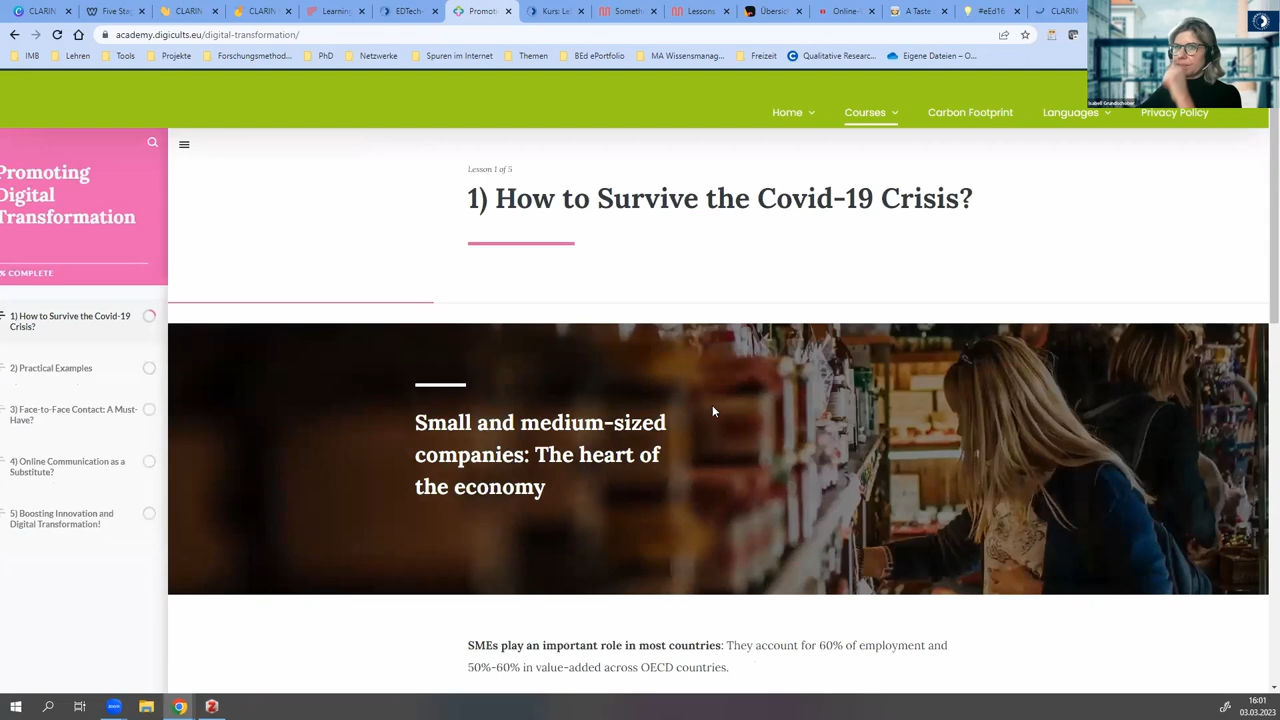 CLARIN
Five Stag
CLARIN
CLARIN
Learning
EDTech-
Promoti
Kurs: Le
Someth
Lessons
Übersic
Online-
A Taste
#eEd16
CLARIN
academy.digicults.eu/digital-transformation/
IMB
Lehren
Tools
Projekte
Forschungsmethod...
PhD
Netzwerke
Spuren im Internet
Themen
BEd ePortfolio
MA Wissensmanag...
Freizeit
Qualitative Researc...
Eigene Dateien – O...
Isabell Grundschober
Home
Courses
Carbon Footprint
Languages
Privacy Policy
Promoting
Digital
Transformation
% COMPLETE
1) How to Survive the Covid-19
Crisis?
2) Practical Examples
3) Face-to-Face Contact: A Must-
Have?
4) Online Communication as a
Substitute?
5) Boosting Innovation and
Digital Transformation!
Lesson 1 of 5
1) How to Survive the Covid-19 Crisis?
Small and medium-sized
companies: The heart of
the economy
SMEs play an important role in most countries: They account for 60% of employment and
50%-60% in value-added across OECD countries.
zoom
Z
16:01
03.03.2023